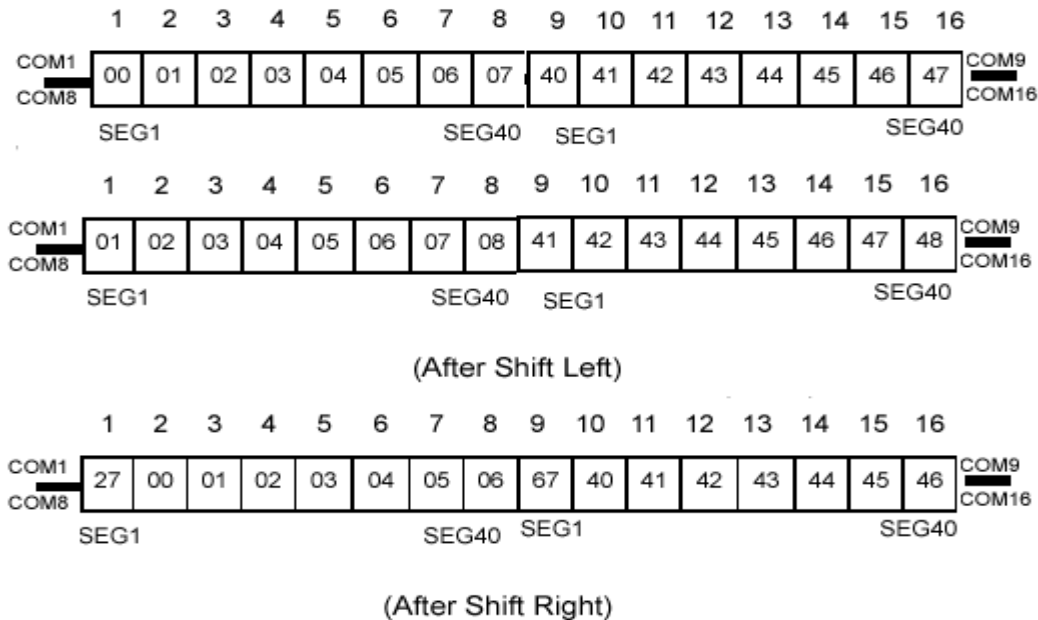 1 2 3 4 5 6 7 8 9 10 11 12 13 14 15 16
COM1 00 01 02 03 04 05 06 07 40 41 42 43 44 45 46 47 COM9
COM8 COM16
SEG1 SEG40 SEG1 SEG40
1 2 3 4 5 6 7 8 9 10 11 12 13 14 15 16
COM1 01 02 03 04 05 06 07 08 41 42 43 44 45 46 47 48 COM9
COM8 COM16
SEG1 SEG40 SEG1 SEG40
(After Shift Left)
1 2 3 4 5 6 7 8 9 10 11 12 13 14 15 16
COM1 27 00 01 02 03 04 05 06 67 40 41 42 43 44 45 46 COM9
COM8 COM16
SEG1 SEG40 SEG1 SEG40
(After Shift Right)